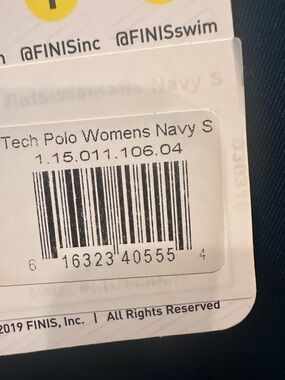 @FINISinc @FINISswim
Tech Polo Womens Navy S
1.15.011.106.04
6 16323 40555 4
2019 FINIS, Inc. | All Rights Reserved